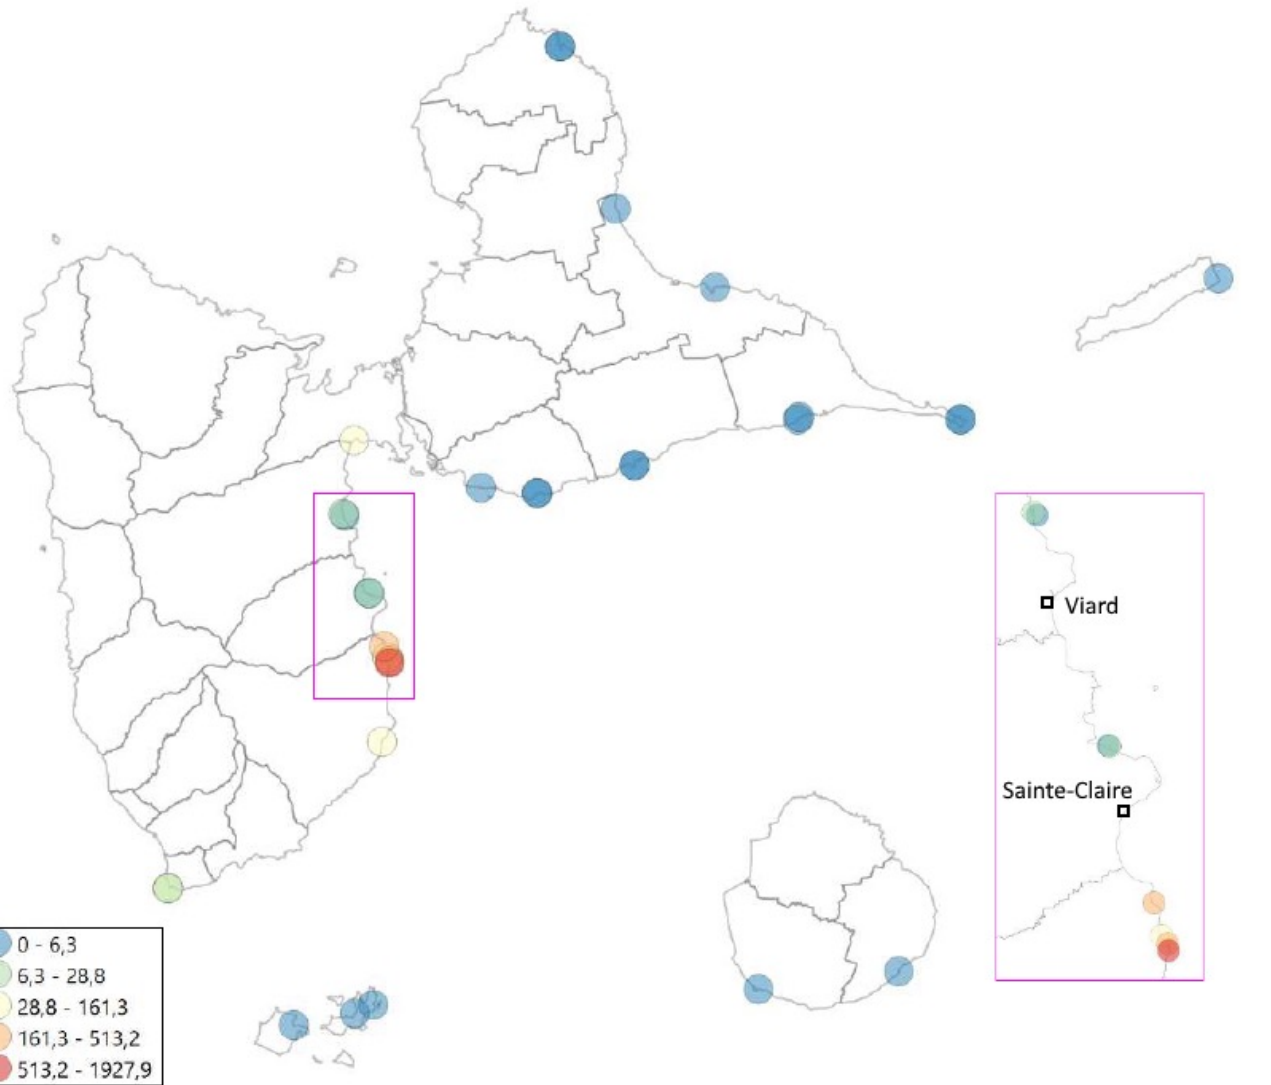 Viard
Sainte-Claire
0 - 6,3
6,3 - 28,8
28,8 - 161,3
161,3 - 513,2
513,2 - 1927,9